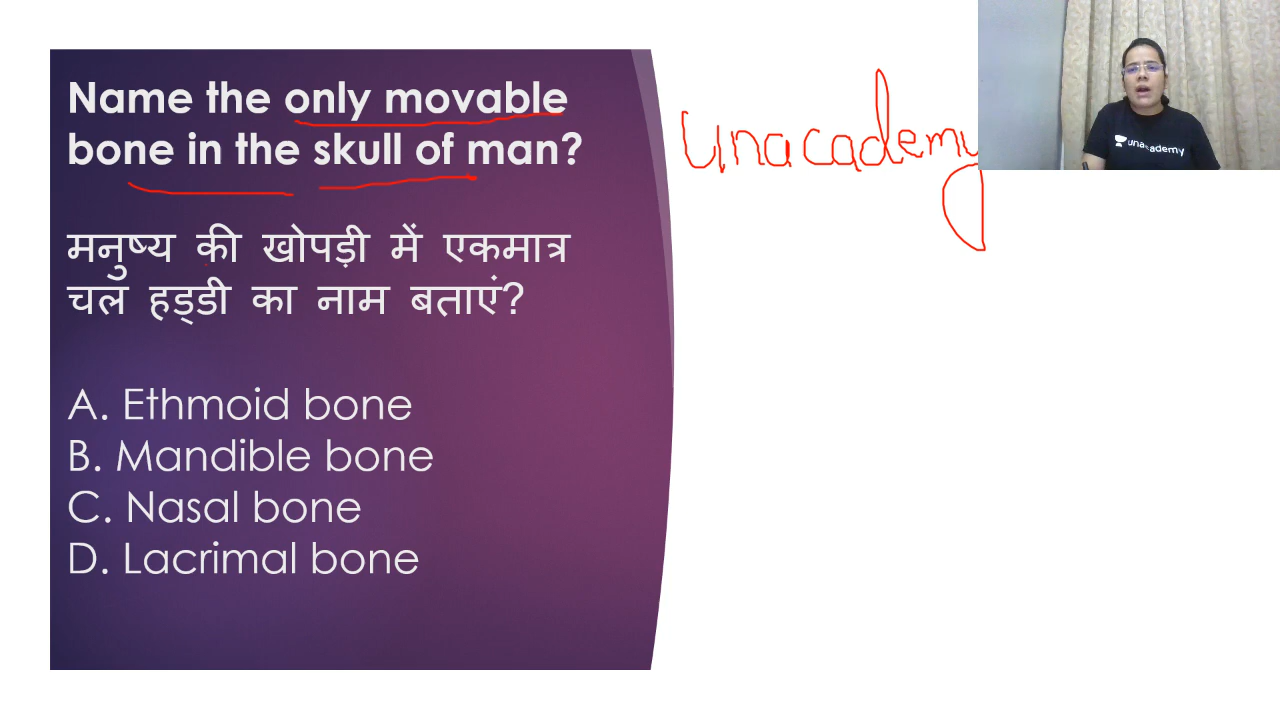 Name the only movable
bone in the skull of man?
मनुष्य की खोपड़ी में एकमात्र
चल हड्डी का नाम बताएं?
A. Ethmoid bone
B. Mandible bone
C. Nasal bone
D. Lacrimal bone
unacademy
unacademy